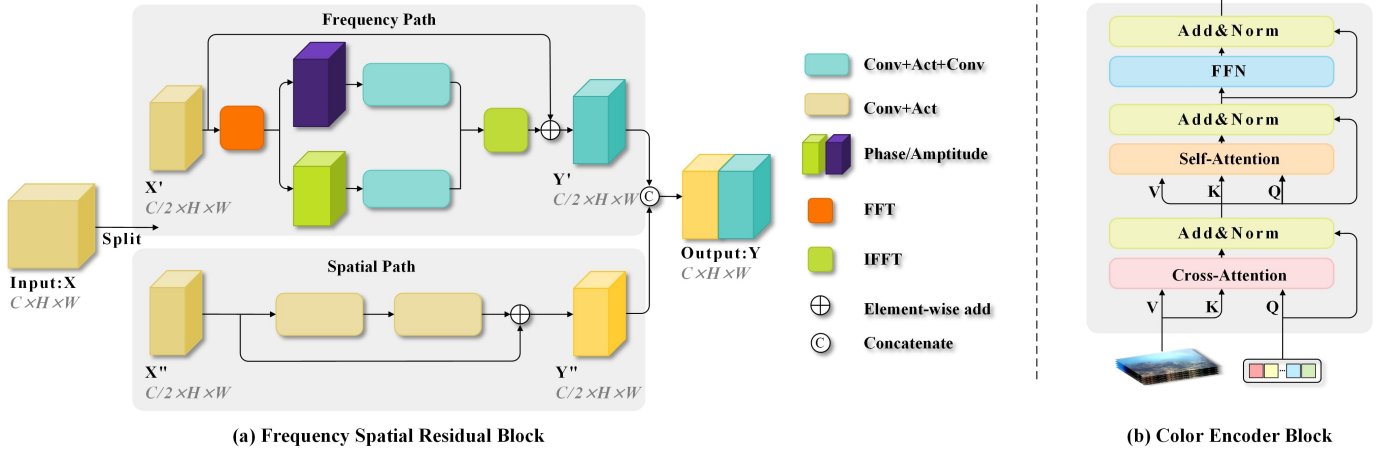 Frequency Path
X'
C/2×H×W
Y'
C/2×H×W
Split
Input:X
C×H×W
Spatial Path
X"
C/2×H×W
Y"
C/2×H×W
C
Output:Y
C×H×W
Conv+Act+Conv
Conv+Act
Phase/Amptitude
FFT
IFFT
Element-wise add
C
Concatenate
(a) Frequency Spatial Residual Block
Add&Norm
FFN
Add&Norm
Self-Attention
V K Q
Add&Norm
Cross-Attention
V K Q
...
(b) Color Encoder Block